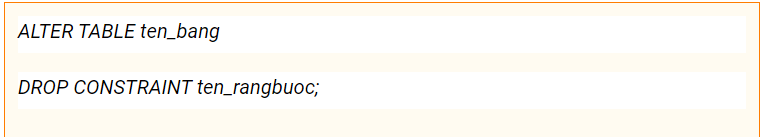 ALTER TABLE ten_bang
DROP CONSTRAINT ten_rangbuoc;